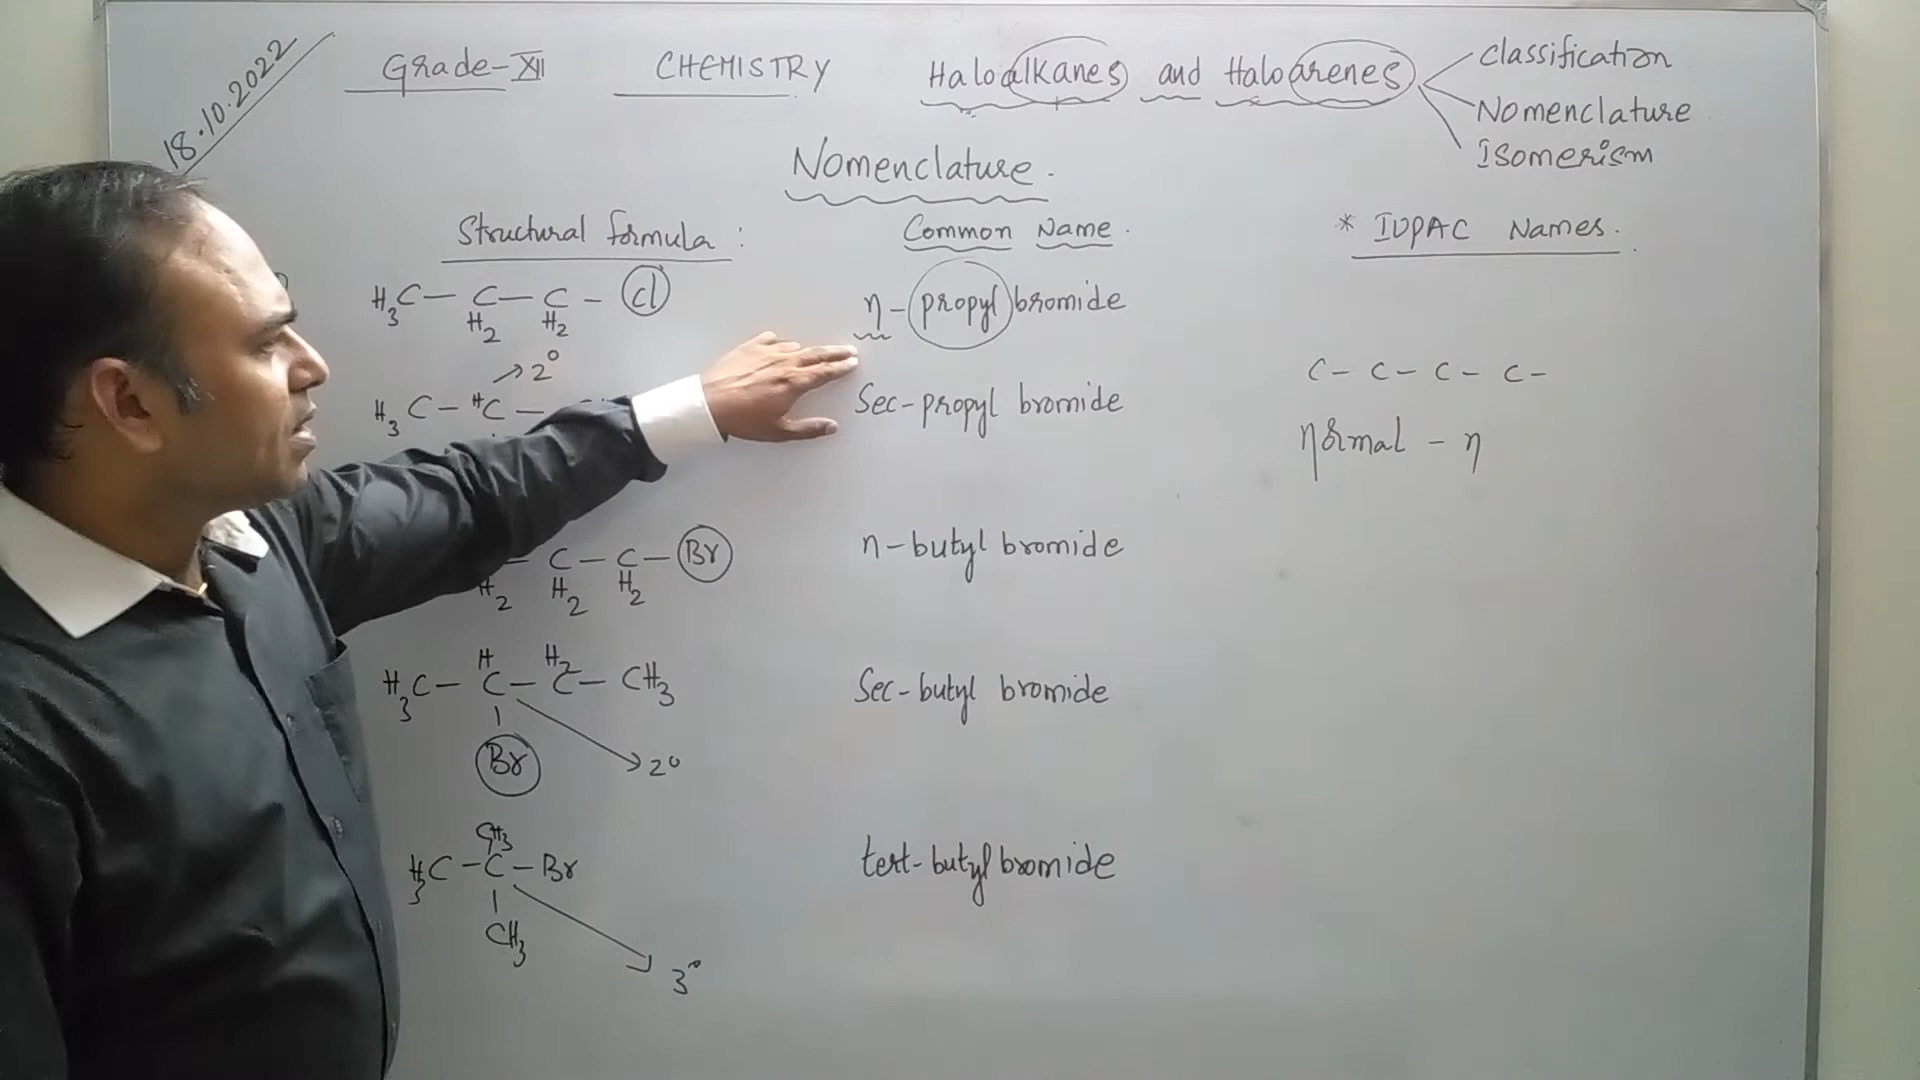 18.10.2022
Grade-XII CHEMISTRY Haloalkanes and Haloarenes
Classification
Nomenclature
Isomerism
Nomenclature.
Structural formula : Common Name. * IUPAC Names.
H3C — C — C — Cl n-propyl bromide
H2 H2
→ 2°
C - C - C - C -
H3C — HC — Sec-propyl bromide
normal - n
— C — C — Br n-butyl bromide
H2 H2 H2
H H2
H3C — C — C — CH3 Sec-butyl bromide
Br 2°
CH3
H3C — C — Br tert-butyl bromide
CH3
3°